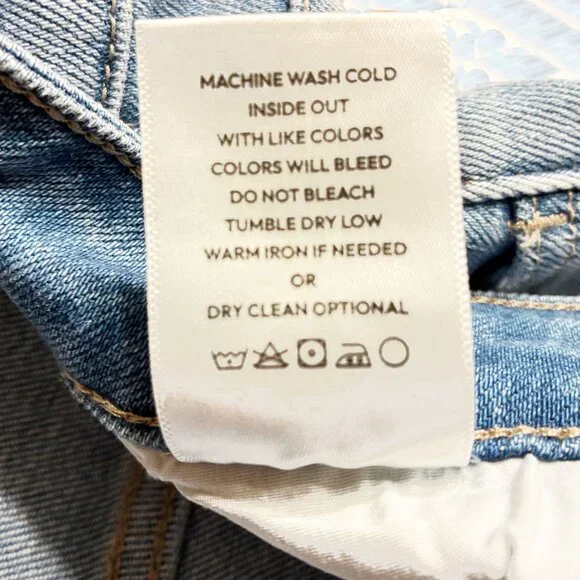 MACHINE WASH COLD
INSIDE OUT
WITH LIKE COLORS
COLORS WILL BLEED
DO NOT BLEACH
TUMBLE DRY LOW
WARM IRON IF NEEDED
OR
DRY CLEAN OPTIONAL